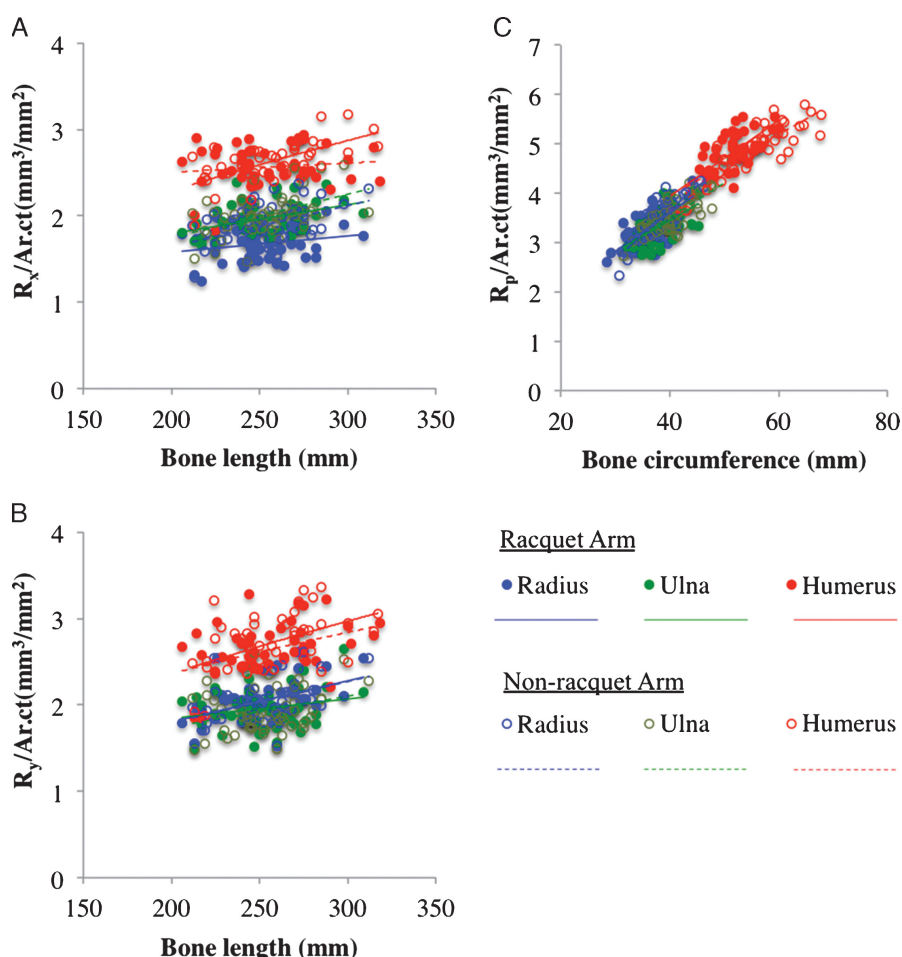 A
4
3
2
1
0
150 200 250 300 350
Rx/Ar.ct(mm³/mm²)
Bone length (mm)
C
7
6
5
4
3
2
1
0
20 40 60 80
Rp/Ar.ct(mm³/mm²)
Bone circumference (mm)
B
4
3
2
1
0
150 200 250 300 350
Ry/Ar.ct(mm³/mm²)
Bone length (mm)
Racquet Arm
Radius Ulna Humerus
Non-racquet Arm
Radius Ulna Humerus